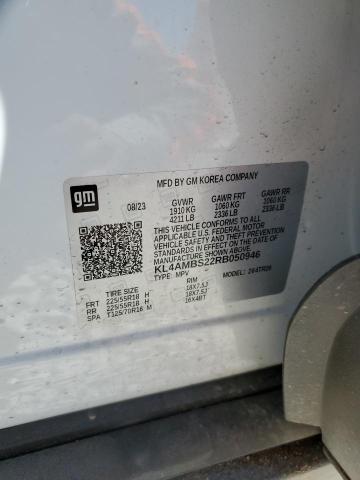 gm
MFD BY GM KOREA COMPANY
08/23
GVWR GAWR FRT GAWR RR
1910 KG 1060 KG 1060 KG
4211 LB 2336 LB 2336 LB
THIS VEHICLE CONFORMS TO ALL
APPLICABLE U.S. FEDERAL MOTOR
VEHICLE SAFETY, BUMPER, AND THEFT
PREVENTION STANDARDS IN EFFECT
ON THE DATE OF MANUFACTURE
SHOWN ABOVE.
KL4AMBS22RB050946
TYPE: MPV MODEL:
TIRE SIZE RIM
FRT 225/55R18 H 18X7.5J
RR 225/55R18 H 18X7.5J
SPA T125/70R16 M 16X4BT